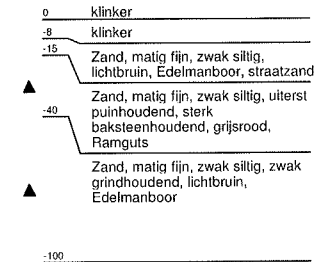 0 klinker
-8 klinker
-15
Zand, matig fijn, zwak siltig,
lichtbruin, Edelmanboor, straatzand
Zand, matig fijn, zwak siltig, uiterst
-40 puinhoudend, sterk
baksteenhoudend, grijsrood,
Ramguts
Zand, matig fijn, zwak siltig, zwak
grindhoudend, lichtbruin,
Edelmanboor
-100